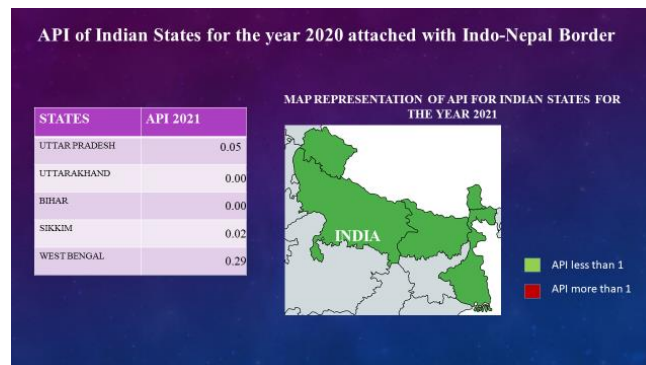 API of Indian States for the year 2020 attached with Indo-Nepal Border
STATES API 2021
UTTAR PRADESH 0.05
UTTARAKHAND 0.00
BIHAR 0.00
SIKKIM 0.02
WEST BENGAL 0.29
MAP REPRESENTATION OF API FOR INDIAN STATES FOR
THE YEAR 2021
INDIA
API less than 1
API more than 1